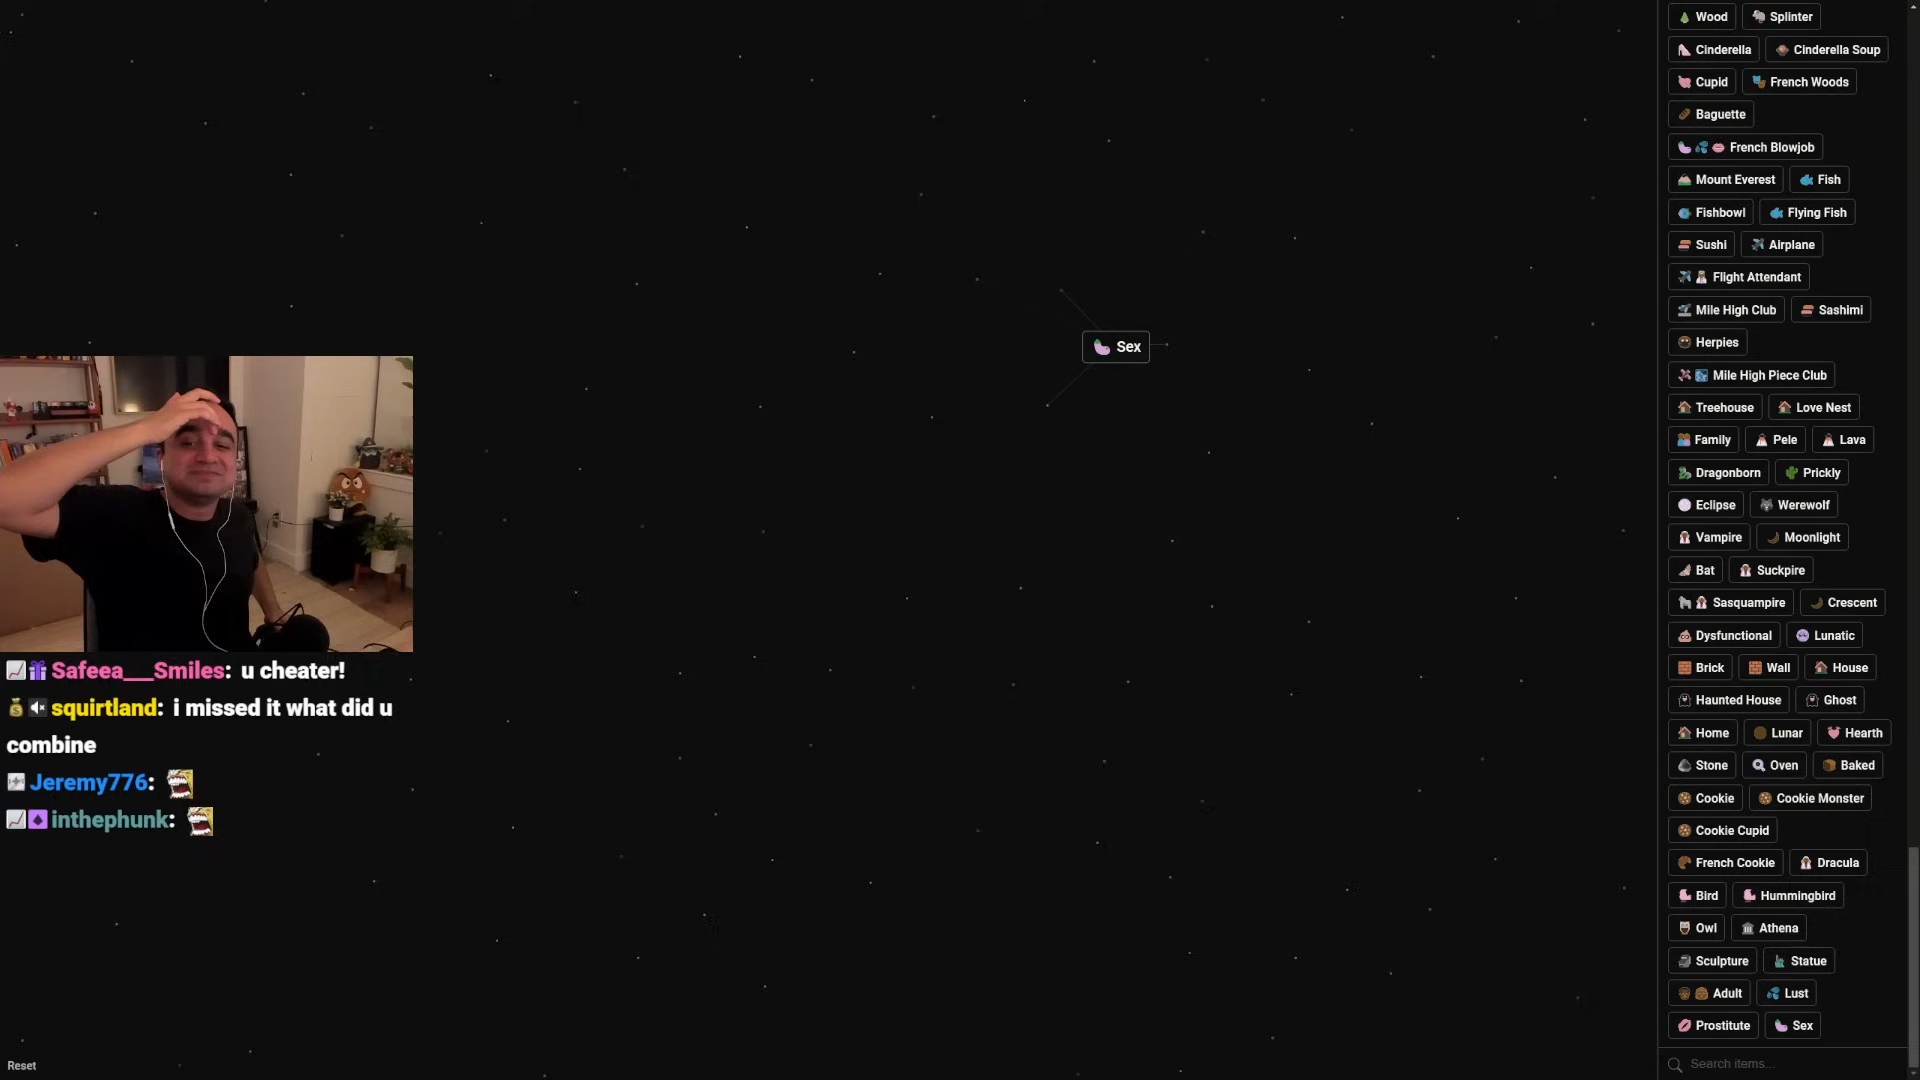 Wood Splinter
Cinderella Cinderella Soup
Cupid French Woods
Baguette
French Blowjob
Mount Everest Fish
Fishbowl Flying Fish
Sushi Airplane
Flight Attendant
Mile High Club Sashimi
Herpies
Mile High Piece Club
Treehouse Love Nest
Family Pele Lava
Dragonborn Prickly
Eclipse Werewolf
Vampire Moonlight
Bat Suckpire
Sasquampire Crescent
Dysfunctional Lunatic
Brick Wall House
Haunted House Ghost
Home Lunar Hearth
Stone Oven Baked
Cookie Cookie Monster
Cookie Cupid
French Cookie Dracula
Bird Hummingbird
Owl Athena
Sculpture Statue
Adult Lust
Prostitute Sex
Search items...
Sex
Safeea___Smiles: u cheater!
squirtland: i missed it what did u
combine
Jeremy776:
inthephunk:
Reset